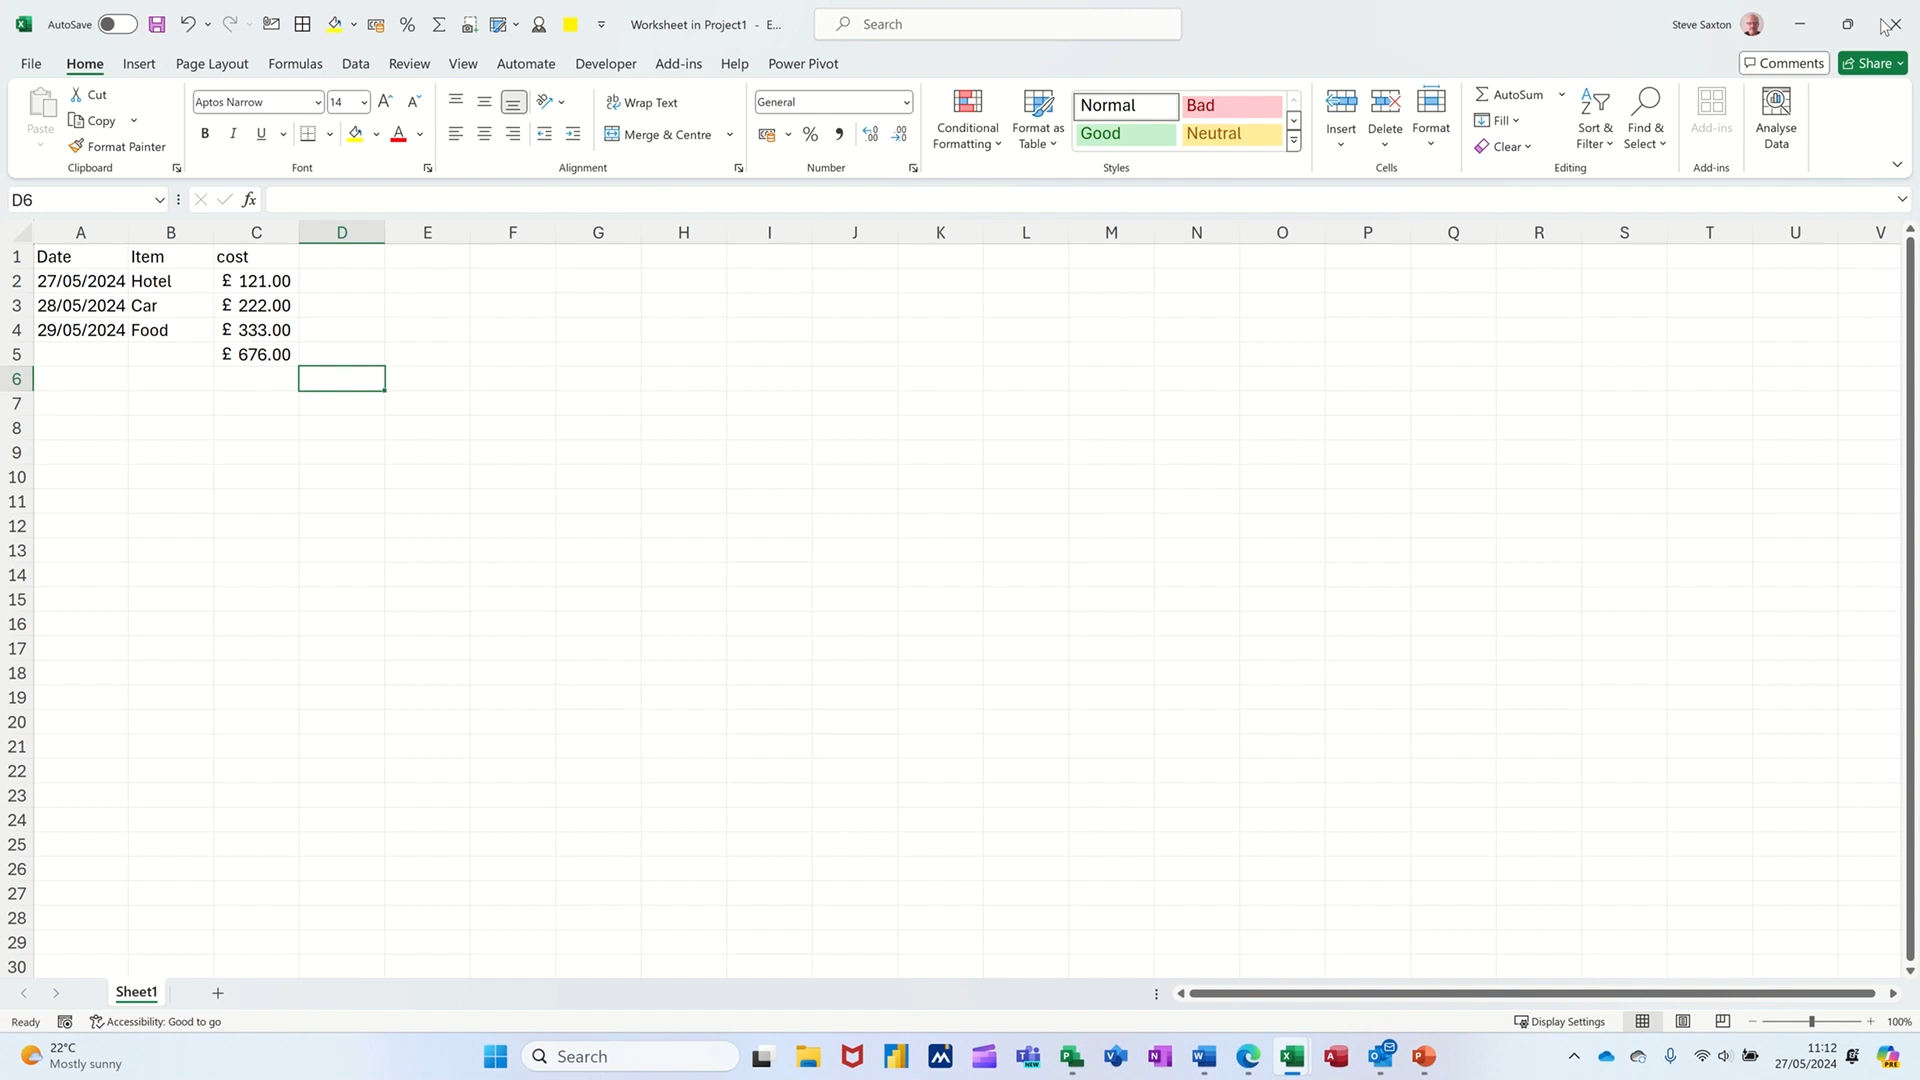 AutoSave
Worksheet in Project1 - E...
Search
Steve Saxton
File Home Insert Page Layout Formulas Data Review View Automate Developer Add-ins Help Power Pivot
Comments Share
Paste
Cut
Copy
Format Painter
Clipboard
Aptos Narrow 14
B I U
Font
Wrap Text
Merge & Centre
Alignment
General
Number
Conditional Formatting
Format as Table
Normal Bad
Good Neutral
Styles
Insert Delete Format
Cells
AutoSum
Fill
Clear
Sort & Filter
Find & Select
Editing
Add-ins
Add-ins
Analyse Data
D6
fx
A B C D E F G H I J K L M N O P Q R S T U V
1 Date Item cost
2 27/05/2024 Hotel £ 121.00
3 28/05/2024 Car £ 222.00
4 29/05/2024 Food £ 333.00
5 £ 676.00
6
7
8
9
10
11
12
13
14
15
16
17
18
19
20
21
22
23
24
25
26
27
28
29
30
Sheet1
Ready Accessibility: Good to go Display Settings 100%
22°C
Mostly sunny
Search
11:12
27/05/2024